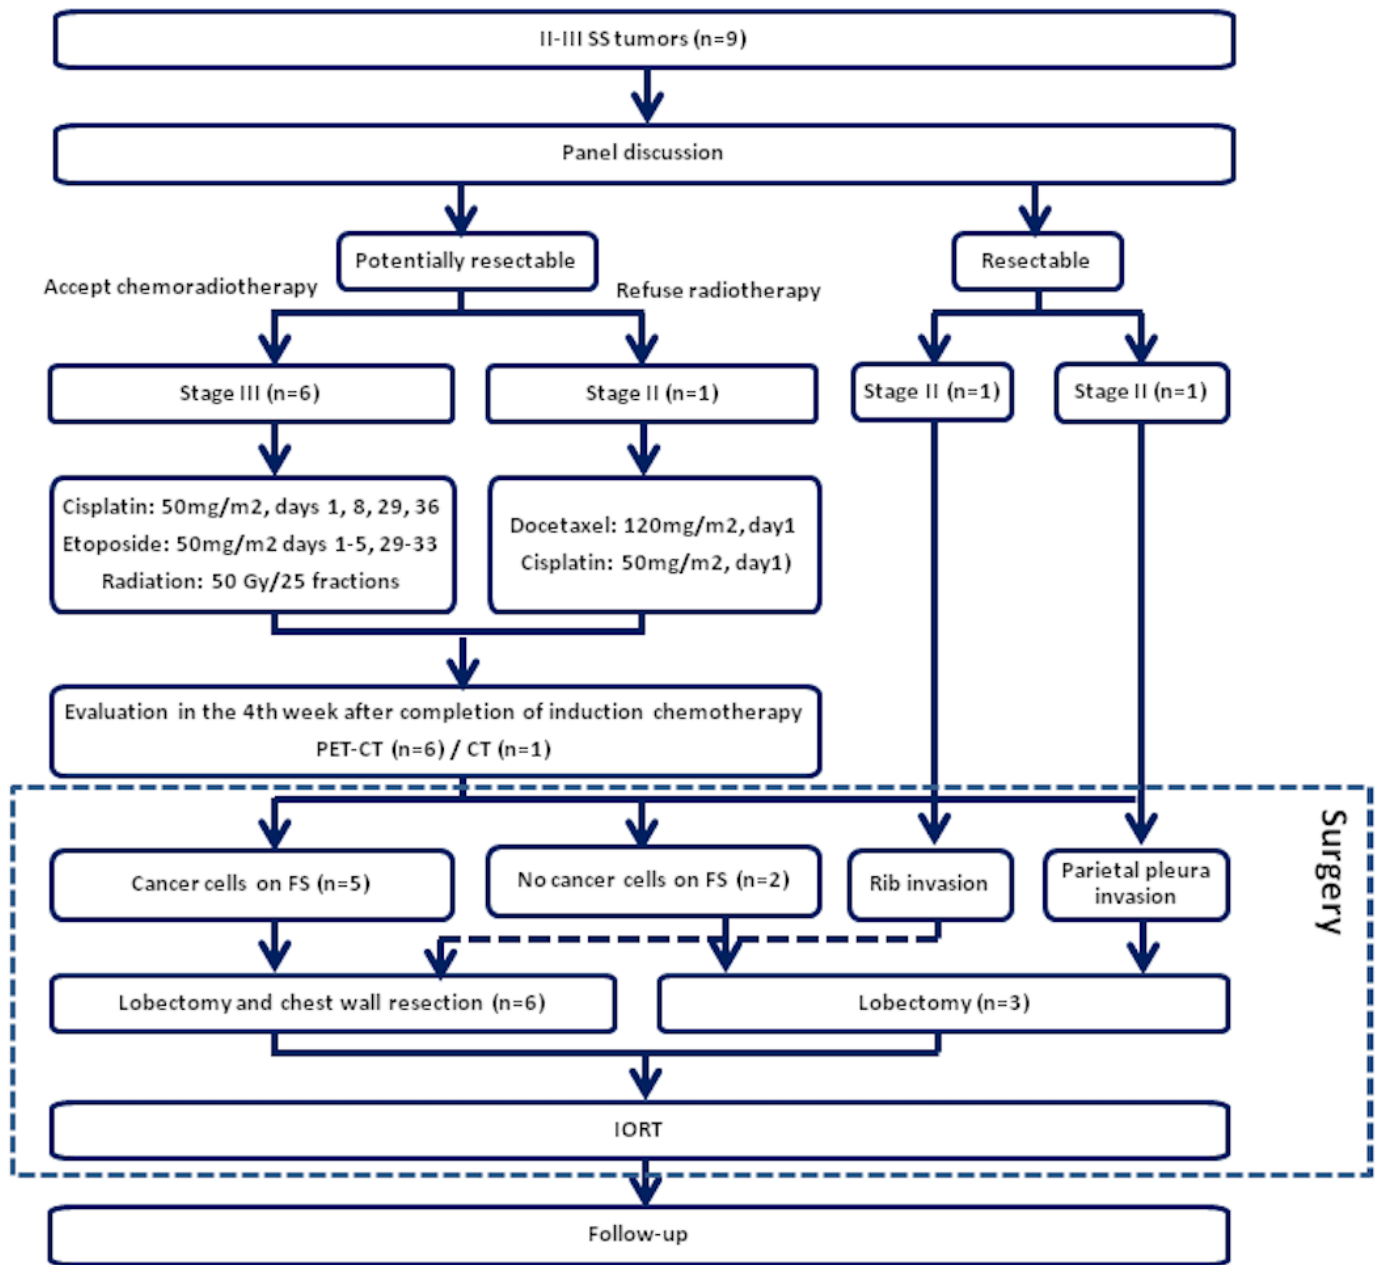 II-III SS tumors (n=9)
Panel discussion
Potentially resectable
Resectable
Accept chemoradiotherapy
Refuse radiotherapy
Stage III (n=6)
Stage II (n=1)
Stage II (n=1)
Stage II (n=1)
Cisplatin: 50mg/m2, days 1, 8, 29, 36
Etoposide: 50mg/m2 days 1-5, 29-33
Radiation: 50 Gy/25 fractions
Docetaxel: 120mg/m2, day1
Cisplatin: 50mg/m2, day1)
Evaluation in the 4th week after completion of induction chemotherapy
PET-CT (n=6) / CT (n=1)
Surgery
Cancer cells on FS (n=5)
No cancer cells on FS (n=2)
Rib invasion
Parietal pleura
invasion
Lobectomy and chest wall resection (n=6)
Lobectomy (n=3)
IORT
Follow-up